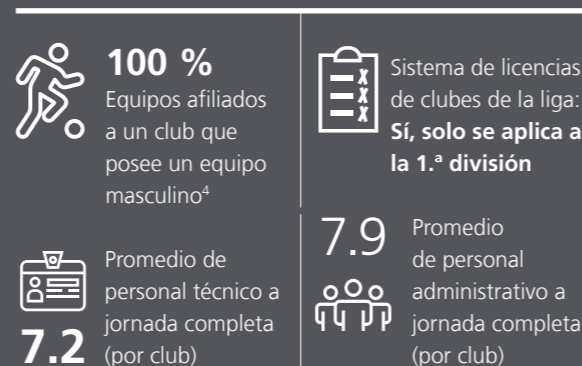 100 %
Equipos afiliados
a un club que
posee un equipo
masculino⁴
Sistema de licencias
de clubes de la liga:
Sí, solo se aplica a
la 1.ª división
Promedio de
personal técnico a
jornada completa
7.2 (por club)
7.9 Promedio
de personal
administrativo a
jornada completa
(por club)